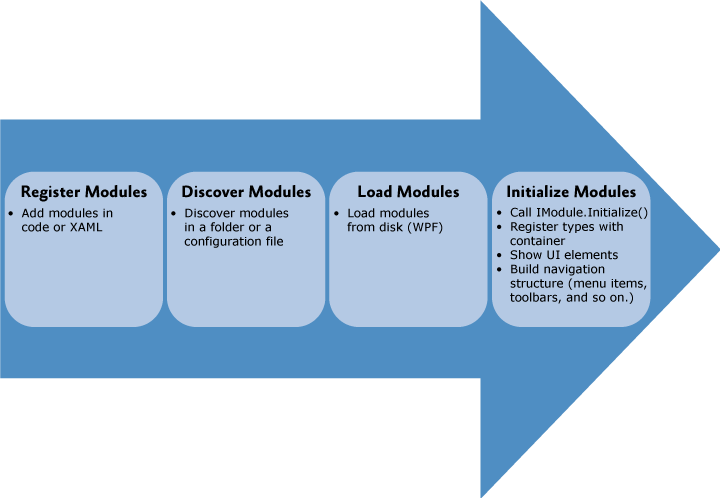 Register Modules
• Add modules in
code or XAML
Discover Modules
• Discover modules
in a folder or a
configuration file
Load Modules
• Load modules
from disk (WPF)
Initialize Modules
• Call IModule.Initialize()
• Register types with
container
• Show UI elements
• Build navigation
structure (menu items,
toolbars, and so on.)